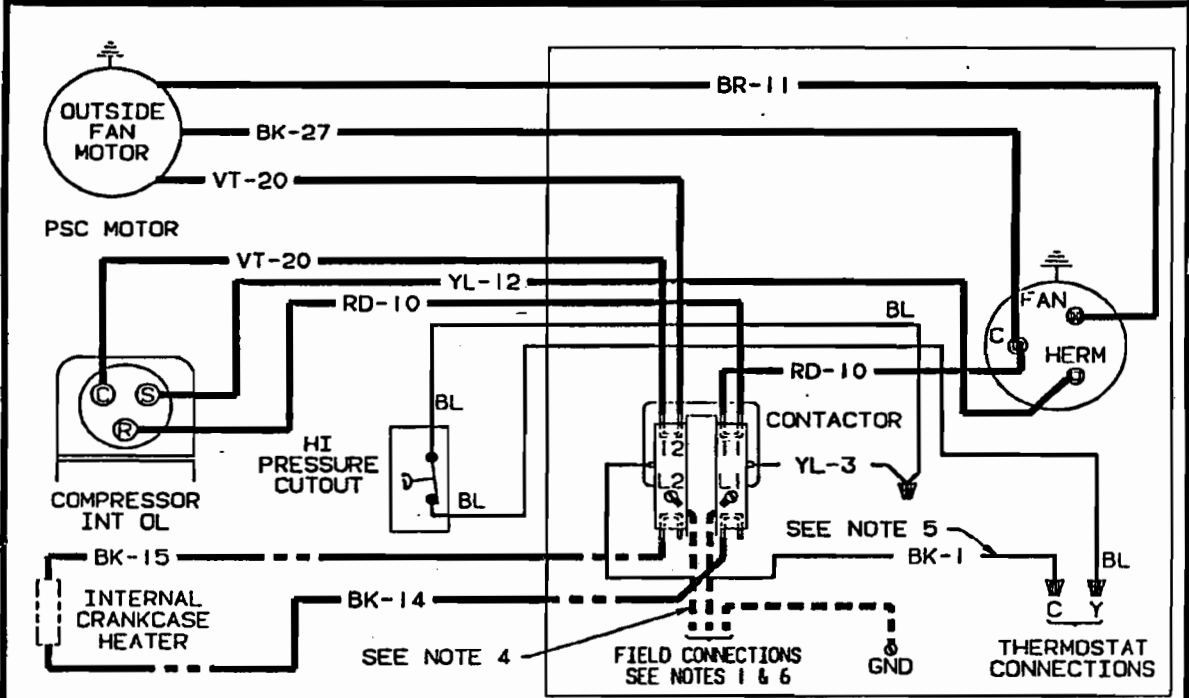 BR-11
OUTSIDE
FAN
MOTOR
BK-27
VT-20
PSC MOTOR
VT-20
YL-12
RD-10
BL
FAN
C
HERM
RD-10
C
S
R
BL
CONTACTOR
HI
PRESSURE
CUTOUT
T2
T1
L2
L1
YL-3
BL
COMPRESSOR
INT OL
SEE NOTE 5
BK-15
BK-1
BL
INTERNAL
CRANKCASE
HEATER
BK-14
C Y
SEE NOTE 4
FIELD CONNECTIONS
SEE NOTES 1 & 6
GND
THERMOSTAT
CONNECTIONS